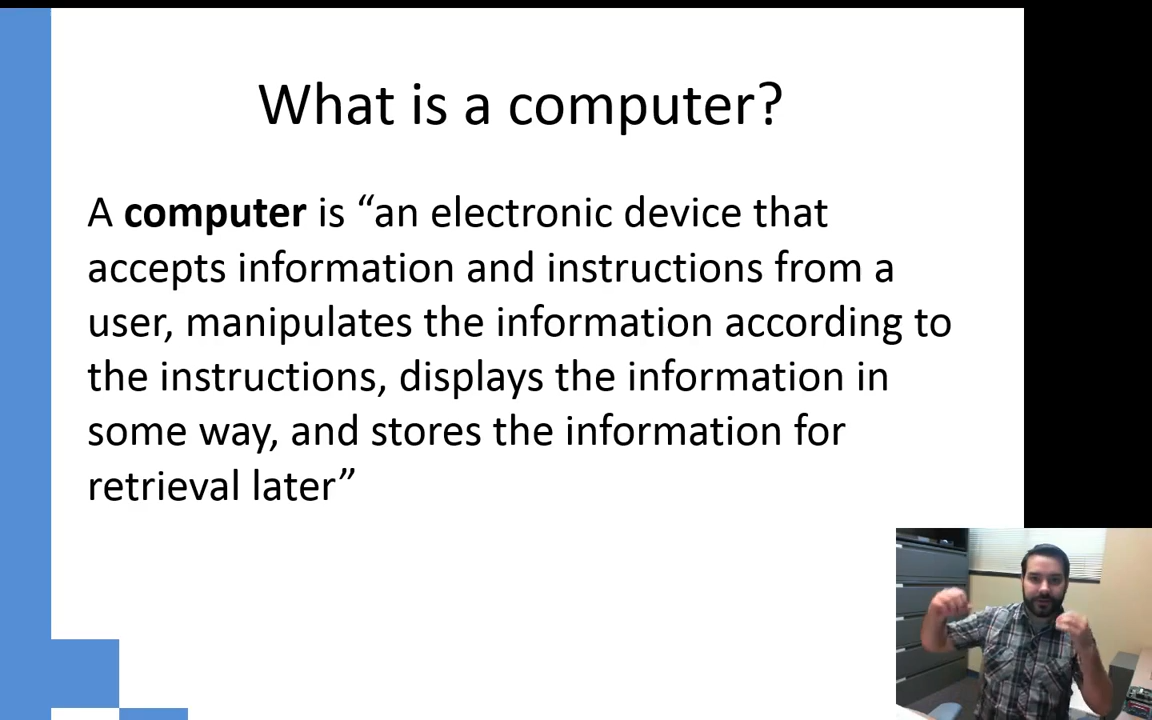 What is a computer?
A computer is “an electronic device that
accepts information and instructions from a
user, manipulates the information according to
the instructions, displays the information in
some way, and stores the information for
retrieval later”